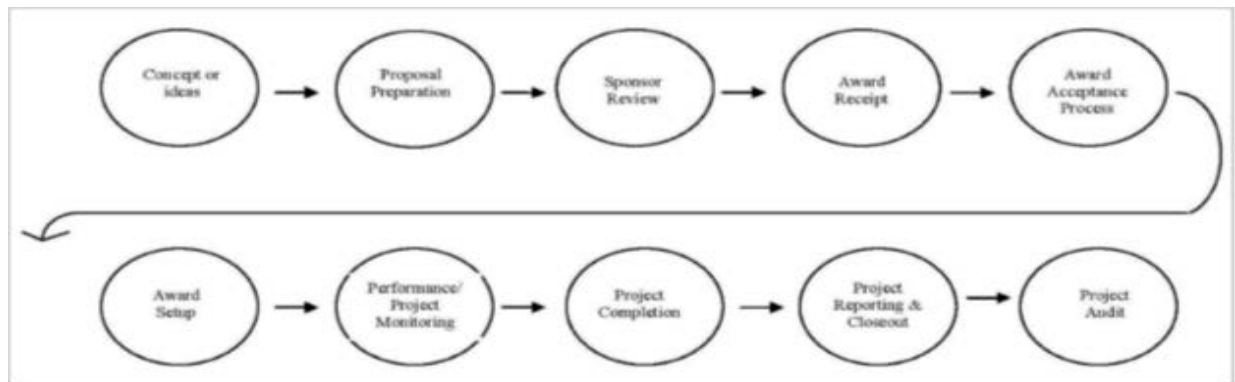 Concept or
ideas
Proposal
Preparation
Sponsor
Review
Award
Receipt
Award
Acceptance
Process
Award
Setup
Performance/
Project
Monitoring
Project
Completion
Project
Reporting &
Closeout
Project
Audit